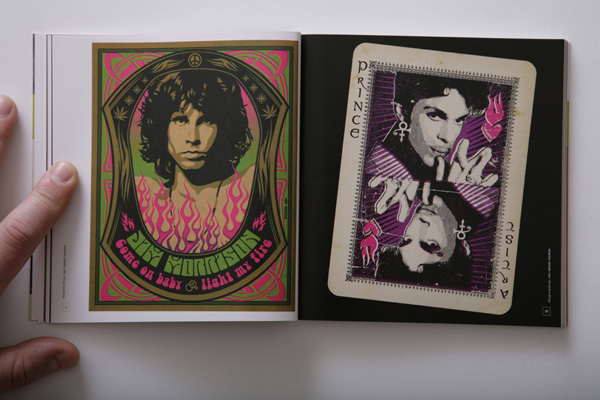 JIM MORRISON
Come on baby light my fire
PRINCE
ARTIST